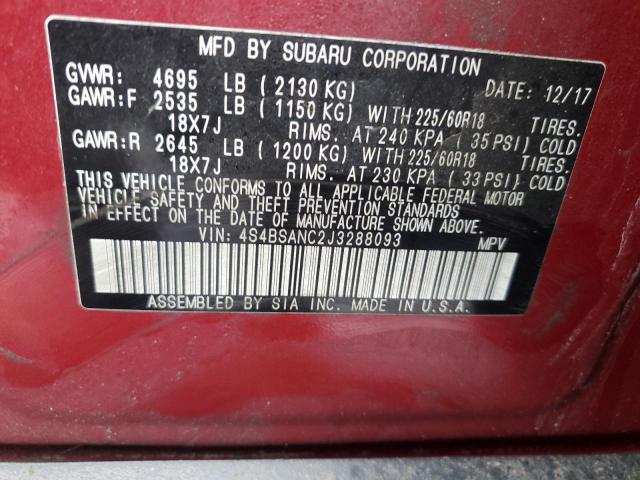 MFD BY SUBARU CORPORATION
GVWR: 4695 LB (2130 KG) DATE: 12/17
GAWR:F 2535 LB (1150 KG) WITH 225/60R18 TIRES.
18X7J RIMS. AT 240 KPA (35 PSI) COLD
GAWR:R 2645 LB (1200 KG) WITH 225/60R18 TIRES.
18X7J RIMS. AT 230 KPA (33 PSI) COLD
THIS VEHICLE CONFORMS TO ALL APPLICABLE FEDERAL MOTOR
VEHICLE SAFETY AND THEFT PREVENTION STANDARDS
IN EFFECT ON THE DATE OF MANUFACTURE SHOWN ABOVE.
VIN: 4S4BSANC2J3288093 MPV
ASSEMBLED BY SIA INC. MADE IN U.S.A.